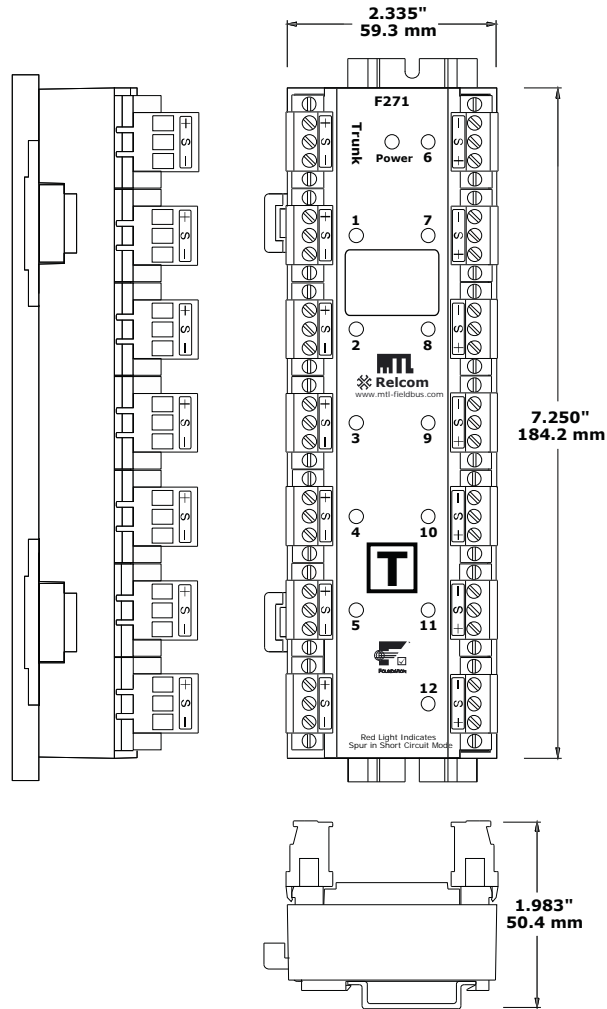 2.335"
59.3 mm
F271
Trunk
Power
6
1
7
2
8
MTL
Relcom
www.mtl-fieldbus.com
3
9
7.250"
184.2 mm
4
10
T
5
11
F
FOUNDATION
12
Red Light Indicates
Spur in Short Circuit Mode
+ S −
+ S −
+ S −
+ S −
+ S −
+ S −
+ S −
+ S −
+ S −
+ S −
+ S −
+ S −
+ S −
+ S −
− S +
− S +
− S +
− S +
− S +
− S +
− S +
1.983"
50.4 mm